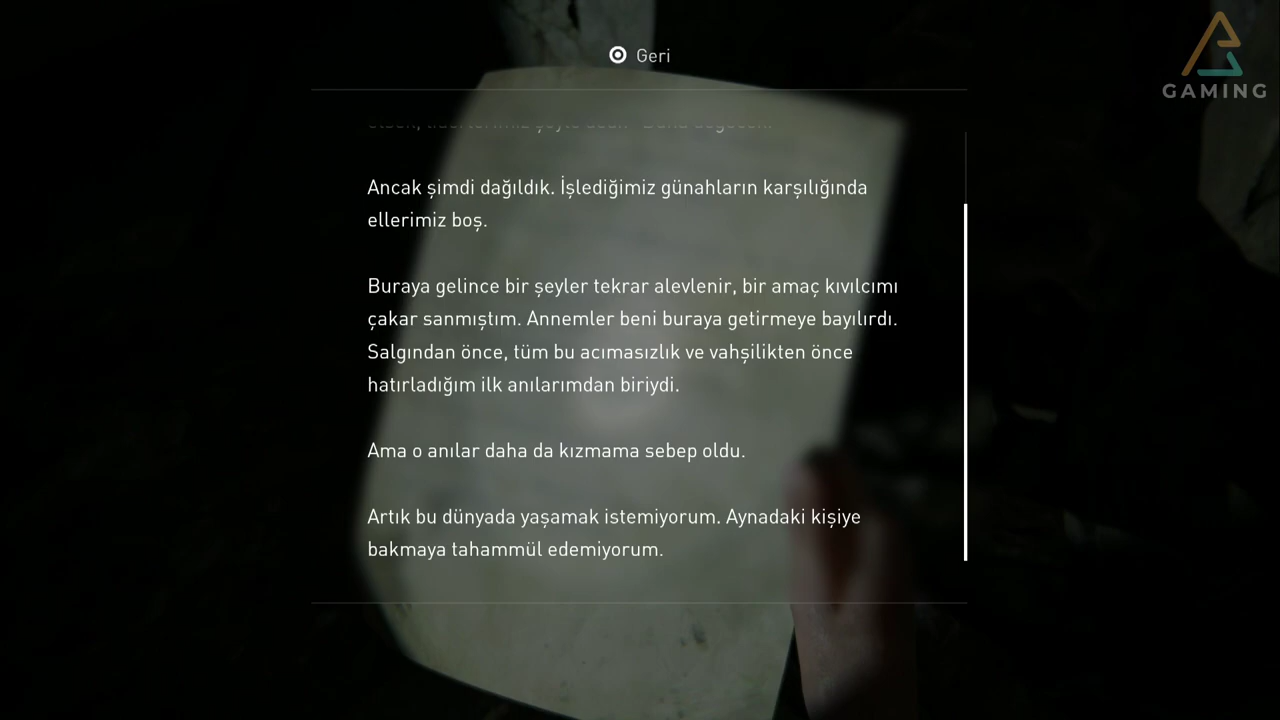 Geri
GAMING
Ancak şimdi dağıldık. İşlediğimiz günahların karşılığında
ellerimiz boş.
Buraya gelince bir şeyler tekrar alevlenir, bir amaç kıvılcımı
çakar sanmıştım. Annemler beni buraya getirmeye bayılırdı.
Salgından önce, tüm bu acımasızlık ve vahşilikten önce
hatırladığım ilk anılarımdan biriydi.
Ama o anılar daha da kızmama sebep oldu.
Artık bu dünyada yaşamak istemiyorum. Aynadaki kişiye
bakmaya tahammül edemiyorum.